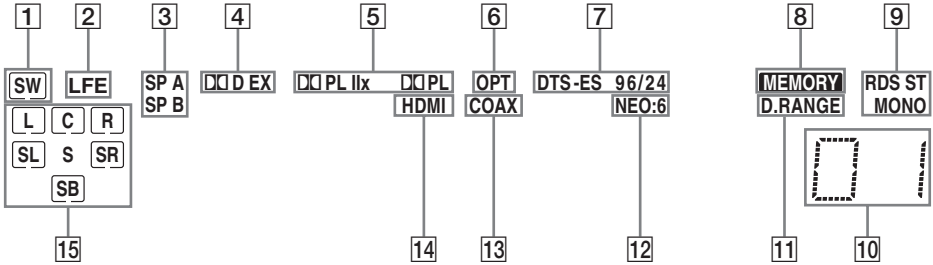 1 2 3 4 5 6 7 8 9
SW LFE SP A DD D EX DD PL IIx DD PL OPT DTS-ES 96/24 MEMORY RDS ST
SP B HDMI COAX NEO:6 D.RANGE MONO
L C R
SL S SR
SB
01
15 14 13 12 11 10